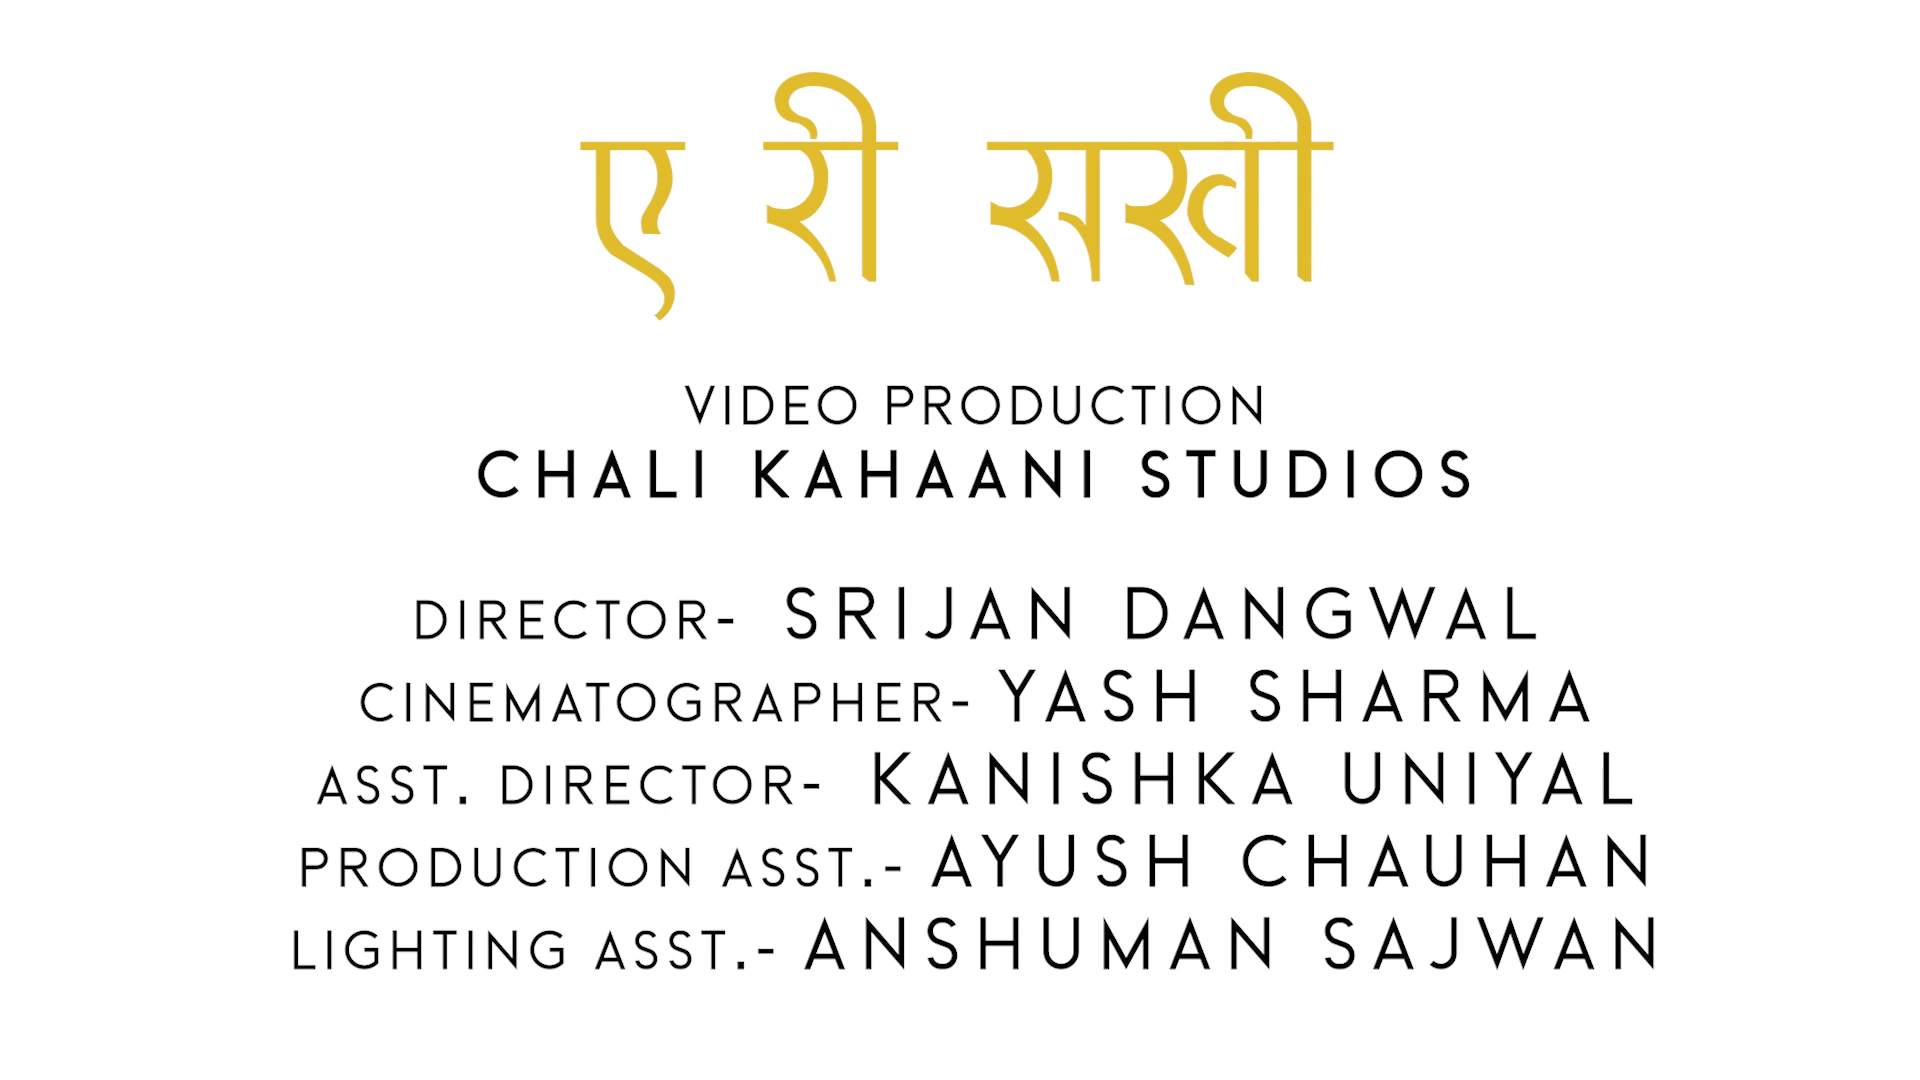 ए री सखी
VIDEO PRODUCTION
CHALI KAHAANI STUDIOS
DIRECTOR- SRIJAN DANGWAL
CINEMATOGRAPHER- YASH SHARMA
ASST. DIRECTOR- KANISHKA UNIYAL
PRODUCTION ASST.- AYUSH CHAUHAN
LIGHTING ASST.- ANSHUMAN SAJWAN